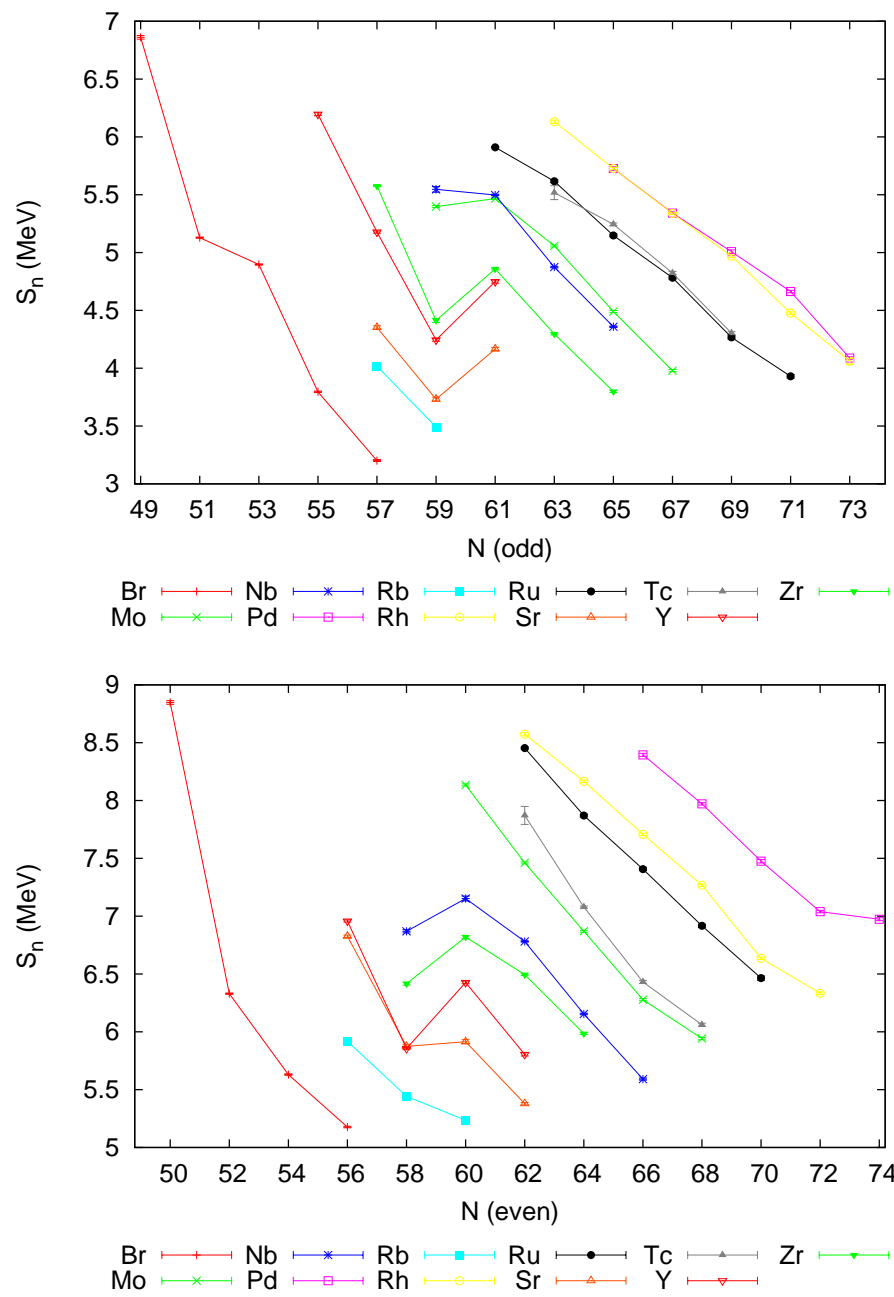 7
6.5
6
5.5
5
4.5
4
3.5
3
S_n (MeV)
49 51 53 55 57 59 61 63 65 67 69 71 73
N (odd)
Br Nb Rb Ru Tc Zr
Mo Pd Rh Sr Y
9
8.5
8
7.5
7
6.5
6
5.5
5
S_n (MeV)
50 52 54 56 58 60 62 64 66 68 70 72 74
N (even)
Br Nb Rb Ru Tc Zr
Mo Pd Rh Sr Y